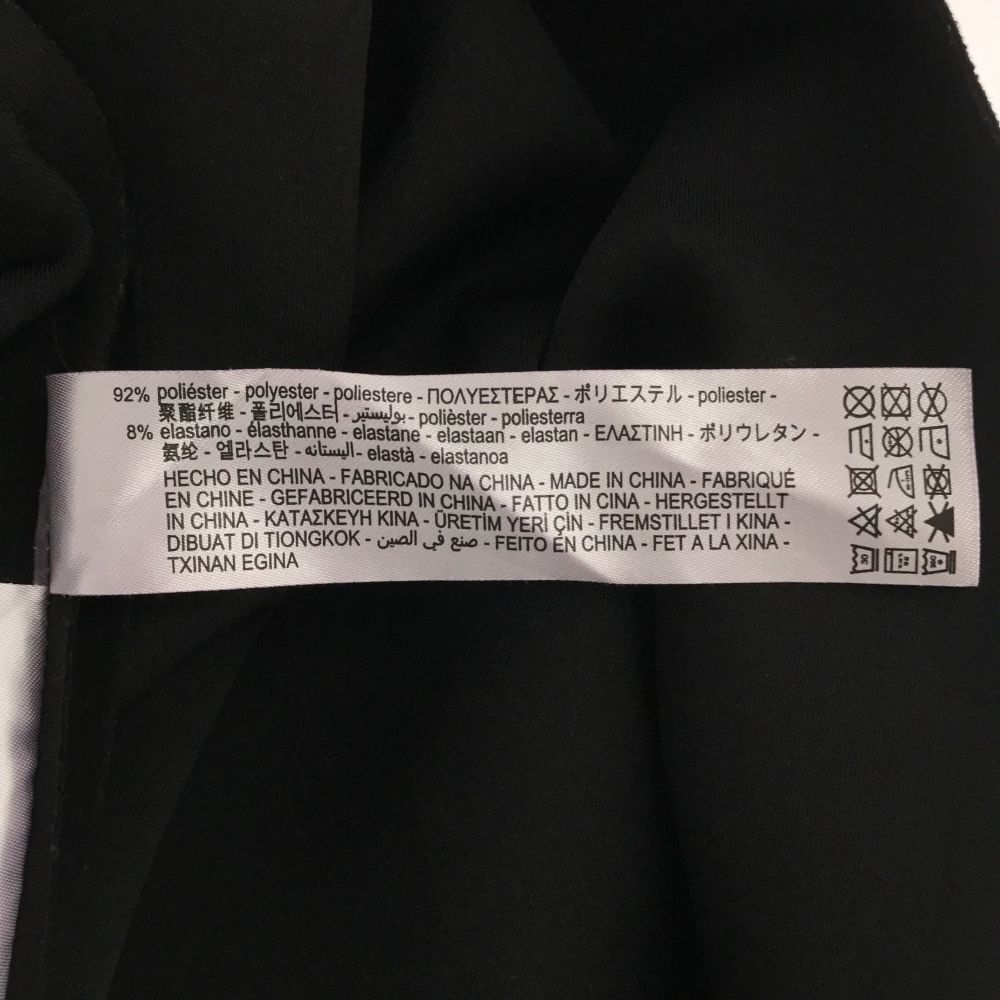 92% poliéster - polyester - poliestere - ΠΟΛΥΕΣΤΕΡΑΣ - ポリエステル - poliester -
聚酯纤维 - 폴리에스터 - بوليستير - polièster - poliesterra
8% elastano - élasthanne - elastane - elastaan - elastan - ΕΛΑΣΤΙΝΗ - ポリウレタン -
氨纶 - 엘라스탄 - اليستانه - elastà - elastanoa
HECHO EN CHINA - FABRICADO NA CHINA - MADE IN CHINA - FABRIQUÉ
EN CHINE - GEFABRICEERD IN CHINA - FATTO IN CINA - HERGESTELLT
IN CHINA - ΚΑΤΑΣΚΕΥΗ ΚΙΝΑ - ÜRETİM YERİ ÇİN - FREMSTILLET I KINA -
DIBUAT DI TIONGKOK - صنع في الصين - FEITO EN CHINA - FET A LA XINA -
TXINAN EGINA